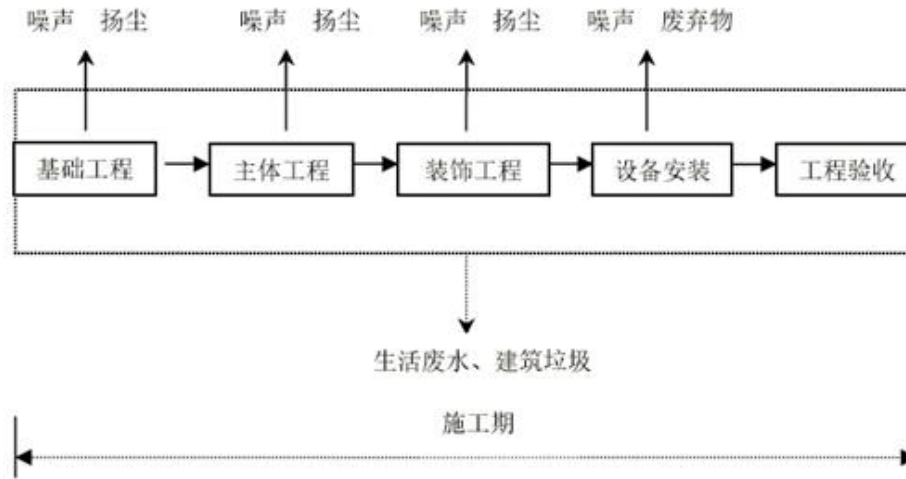 噪声 扬尘 噪声 扬尘 噪声 扬尘 噪声 废弃物
基础工程 主体工程 装饰工程 设备安装 工程验收
生活废水、建筑垃圾
施工期